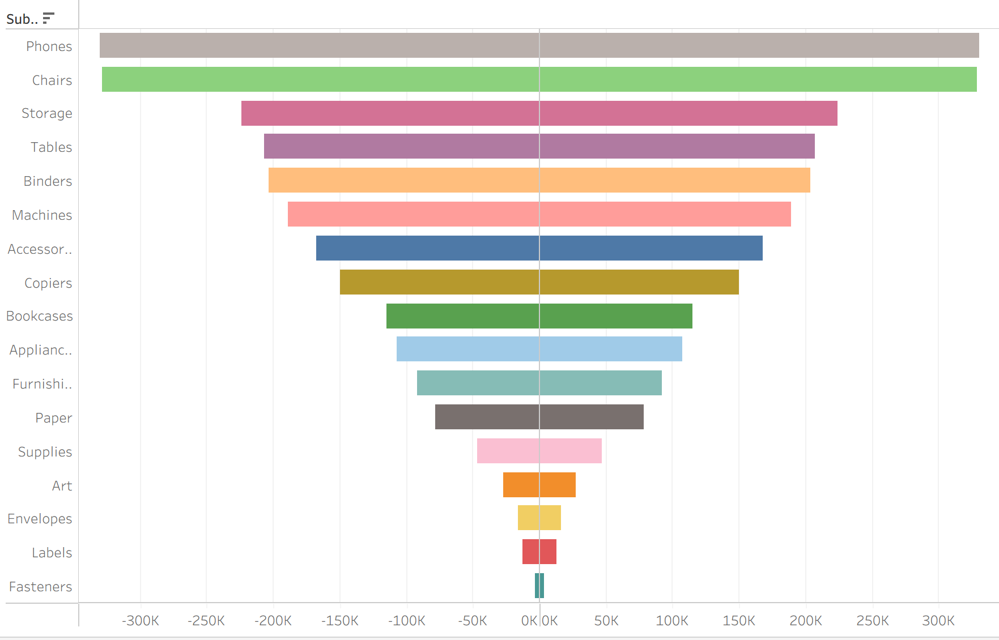 Sub..
Phones
Chairs
Storage
Tables
Binders
Machines
Accessor..
Copiers
Bookcases
Applianc..
Furnishi..
Paper
Supplies
Art
Envelopes
Labels
Fasteners
-300K -250K -200K -150K -100K -50K 0K 0K 50K 100K 150K 200K 250K 300K